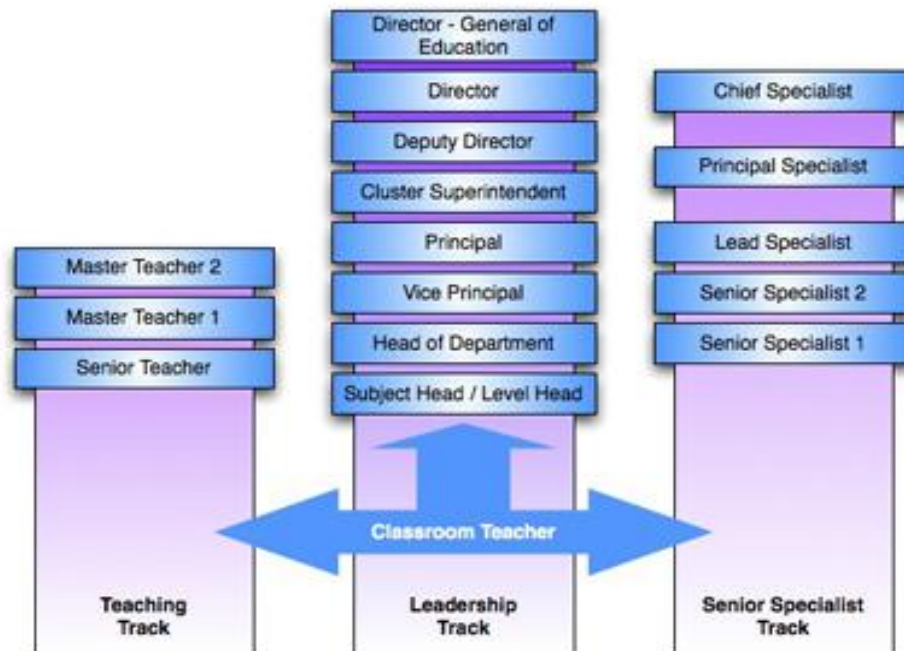 Director - General of
Education
Director
Deputy Director
Cluster Superintendent
Principal
Vice Principal
Head of Department
Subject Head / Level Head
Chief Specialist
Principal Specialist
Lead Specialist
Senior Specialist 2
Senior Specialist 1
Master Teacher 2
Master Teacher 1
Senior Teacher
Classroom Teacher
Teaching
Track
Leadership
Track
Senior Specialist
Track